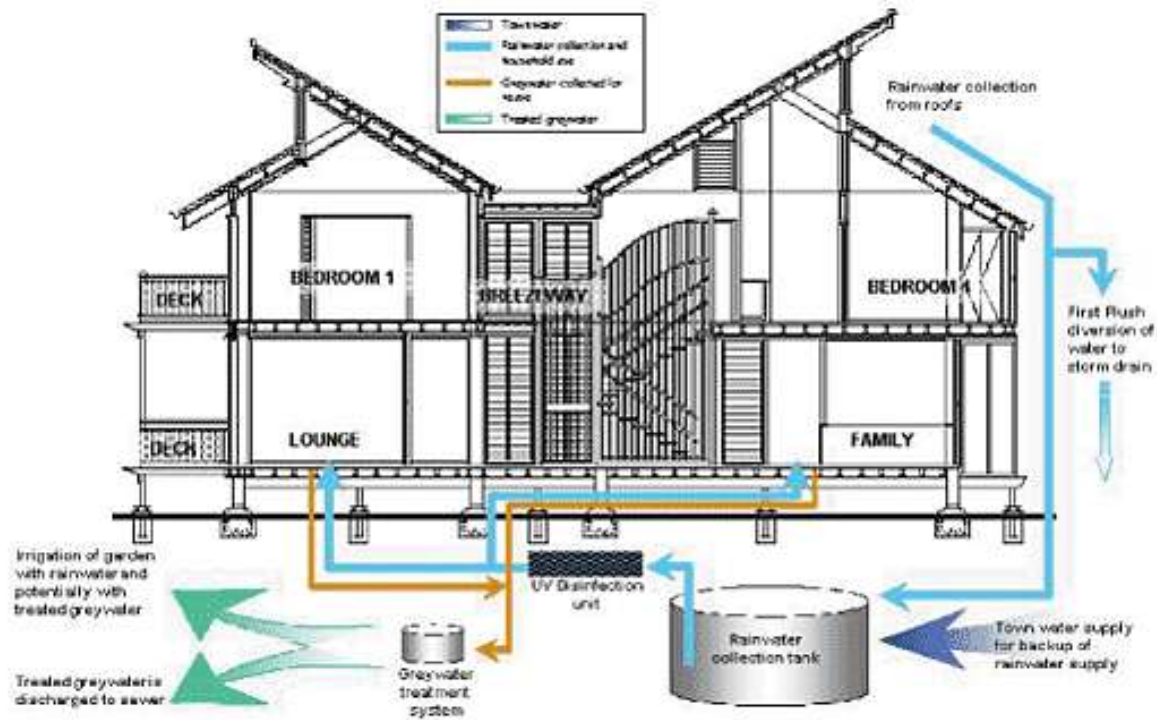 Town water
Rainwater collection and
household use
Greywater collected for
reuse
Treated greywater
Rainwater collection
from roofs
BEDROOM 1
DECK
BREEZEWAY
BEDROOM 4
First Flush
diversion of
water to
storm drain
DECK
LOUNGE
FAMILY
Irrigation of garden
with rainwater and
potentially with
treated greywater
UV Disinfection
unit
Rainwater
collection tank
Town water supply
for backup of
rainwater supply
Treated greywater is
discharged to sewer
Greywater
treatment
system